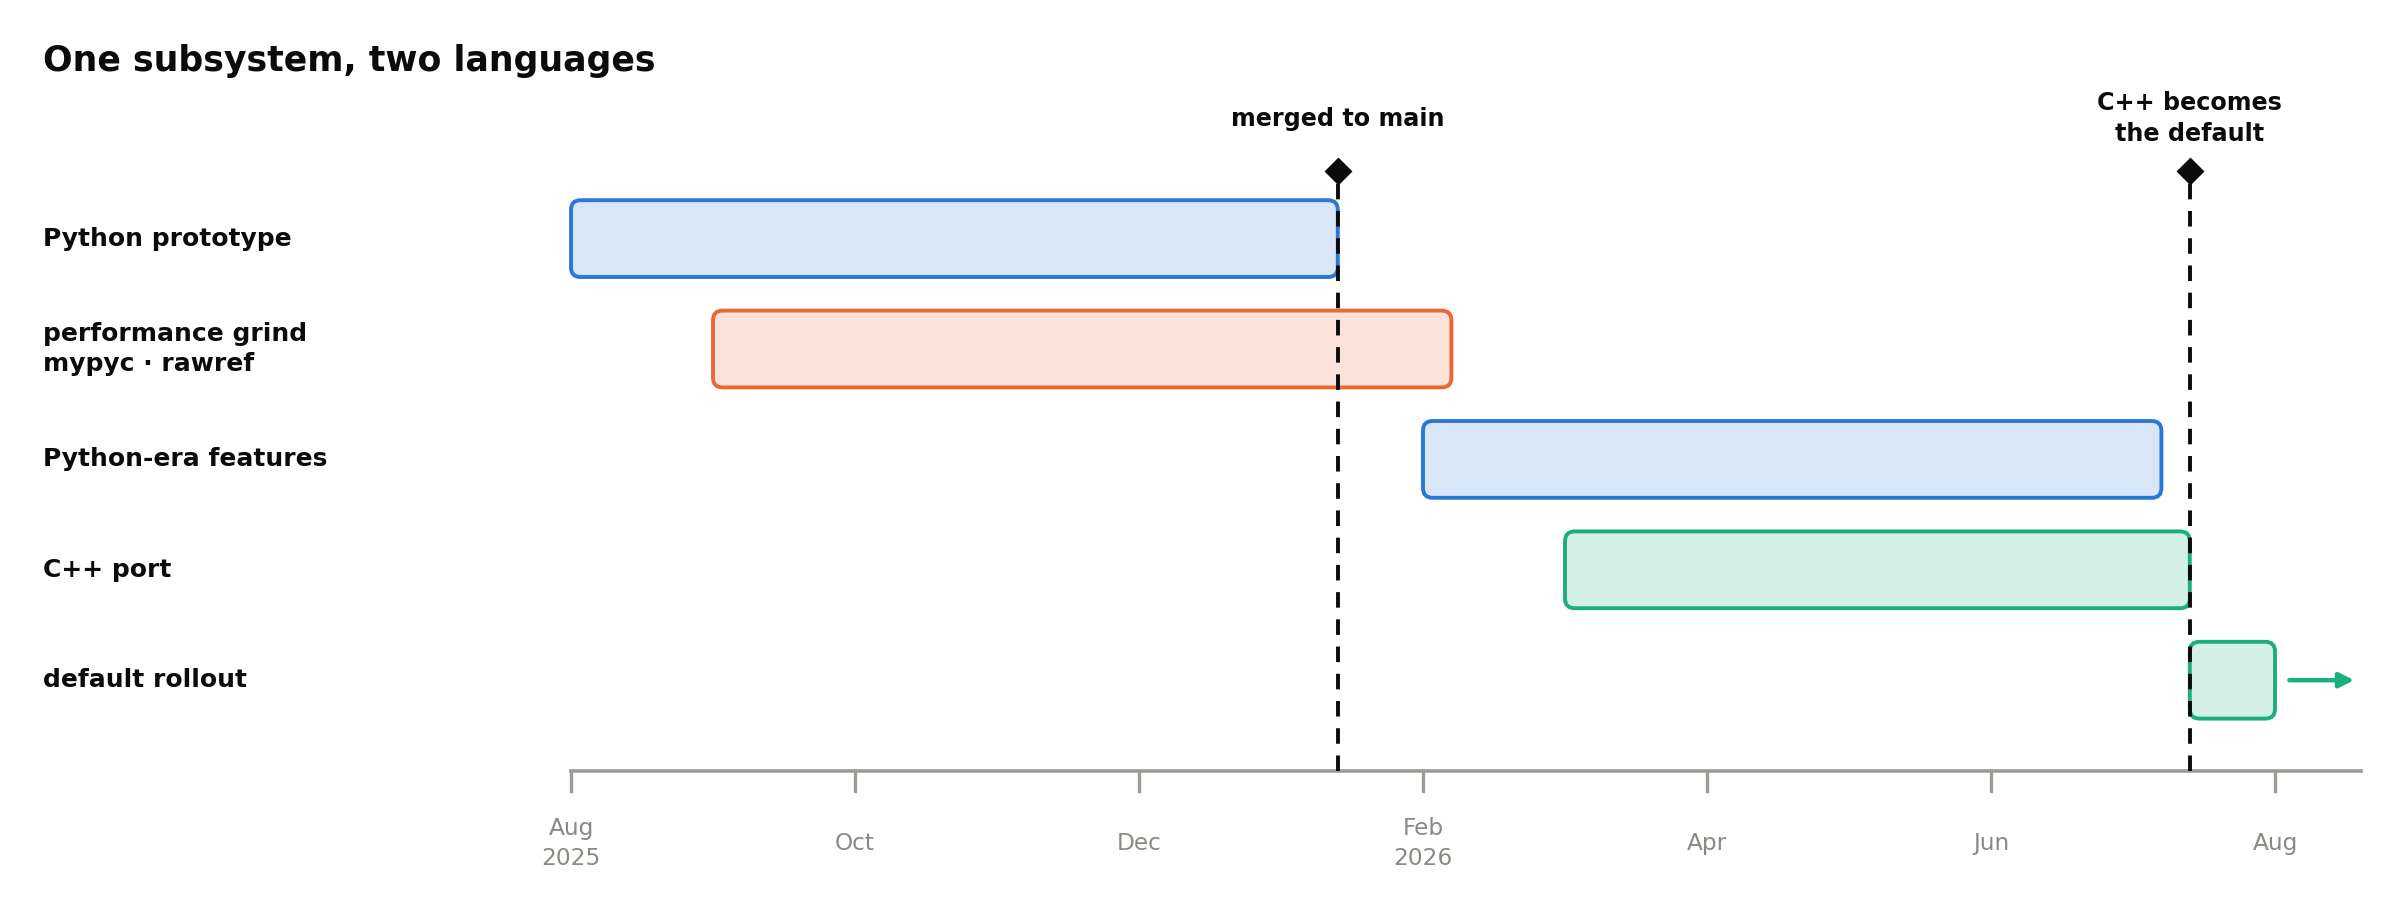 One subsystem, two languages
merged to main
C++ becomes
the default
Python prototype
performance grind
mypyc · rawref
Python-era features
C++ port
default rollout
Aug
2025
Oct
Dec
Feb
2026
Apr
Jun
Aug